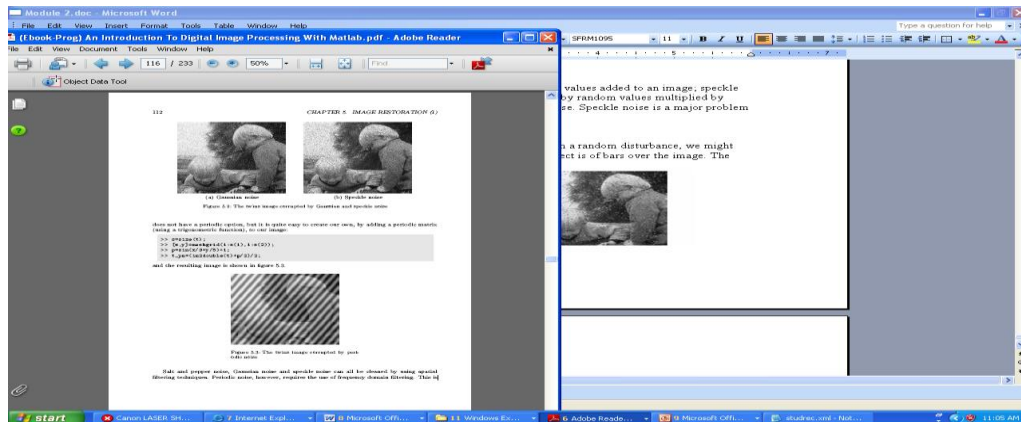 Module 2.doc - Microsoft Word
File Edit View Insert Format Tools Table Window Help
Type a question for help
(Ebook-Prog) An Introduction To Digital Image Processing With Matlab.pdf - Adobe Reader
File Edit View Document Tools Window Help
116 / 233 50% Find
Object Data Tool
SFRM1095 11 B I U
112 CHAPTER 5. IMAGE RESTORATION (1)
(a) Gaussian noise (b) Speckle noise
Figure 5.2: The twins image corrupted by Gaussian and speckle noise
does not have a periodic option, but it is quite easy to create our own, by adding a periodic matrix
(using a trigonometric function), to our image:
>> s=size(t);
>> [x,y]=meshgrid(1:s(1),1:s(2));
>> p=sin(x/3+y/5)+1;
>> t_pn=(im2double(t)+p/2)/2;
and the resulting image is shown in figure 5.3.
Figure 5.3: The twins image corrupted by peri-
odic noise
Salt and pepper noise, Gaussian noise and speckle noise can all be cleaned by using spatial
filtering techniques. Periodic noise, however, requires the use of frequency domain filtering. This is
values added to an image; speckle
by random values multiplied by
se. Speckle noise is a major problem
n a random disturbance, we might
ect is of bars over the image. The
start
Canon LASER SH...
7 Internet Expl...
8 Microsoft Offi...
11 Windows Ex...
6 Adobe Reade...
9 Microsoft Offi...
studrec.xml - Not...
11:05 AM